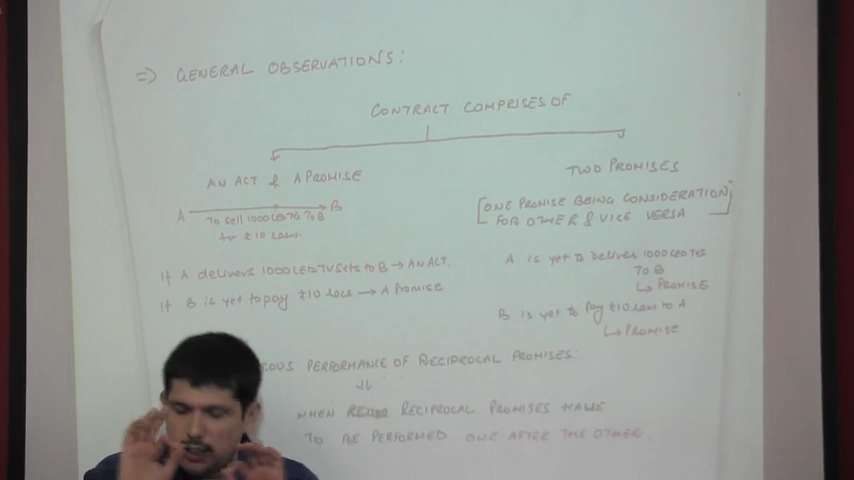 ⇒ GENERAL OBSERVATIONS:
CONTRACT COMPRISES OF
AN ACT & A PROMISE
A B
TO SELL 1000 LED TVs TO B
for ₹10 lacs.
If A delivers 1000 LED TV Sets to B → AN ACT.
If B is yet to pay ₹10 lacs → A PROMISE
TWO PROMISES
[ONE PROMISE BEING CONSIDERATION
FOR OTHER & VICE VERSA]
A is yet to deliver 1000 LED TVs
TO B
↳ PROMISE
B is yet to pay ₹10 lacs to A
↳ PROMISE
OUS PERFORMANCE OF RECIPROCAL PROMISES:
WHEN RECIPROCAL PROMISES HAVE
TO BE PERFORMED ONE AFTER THE OTHER